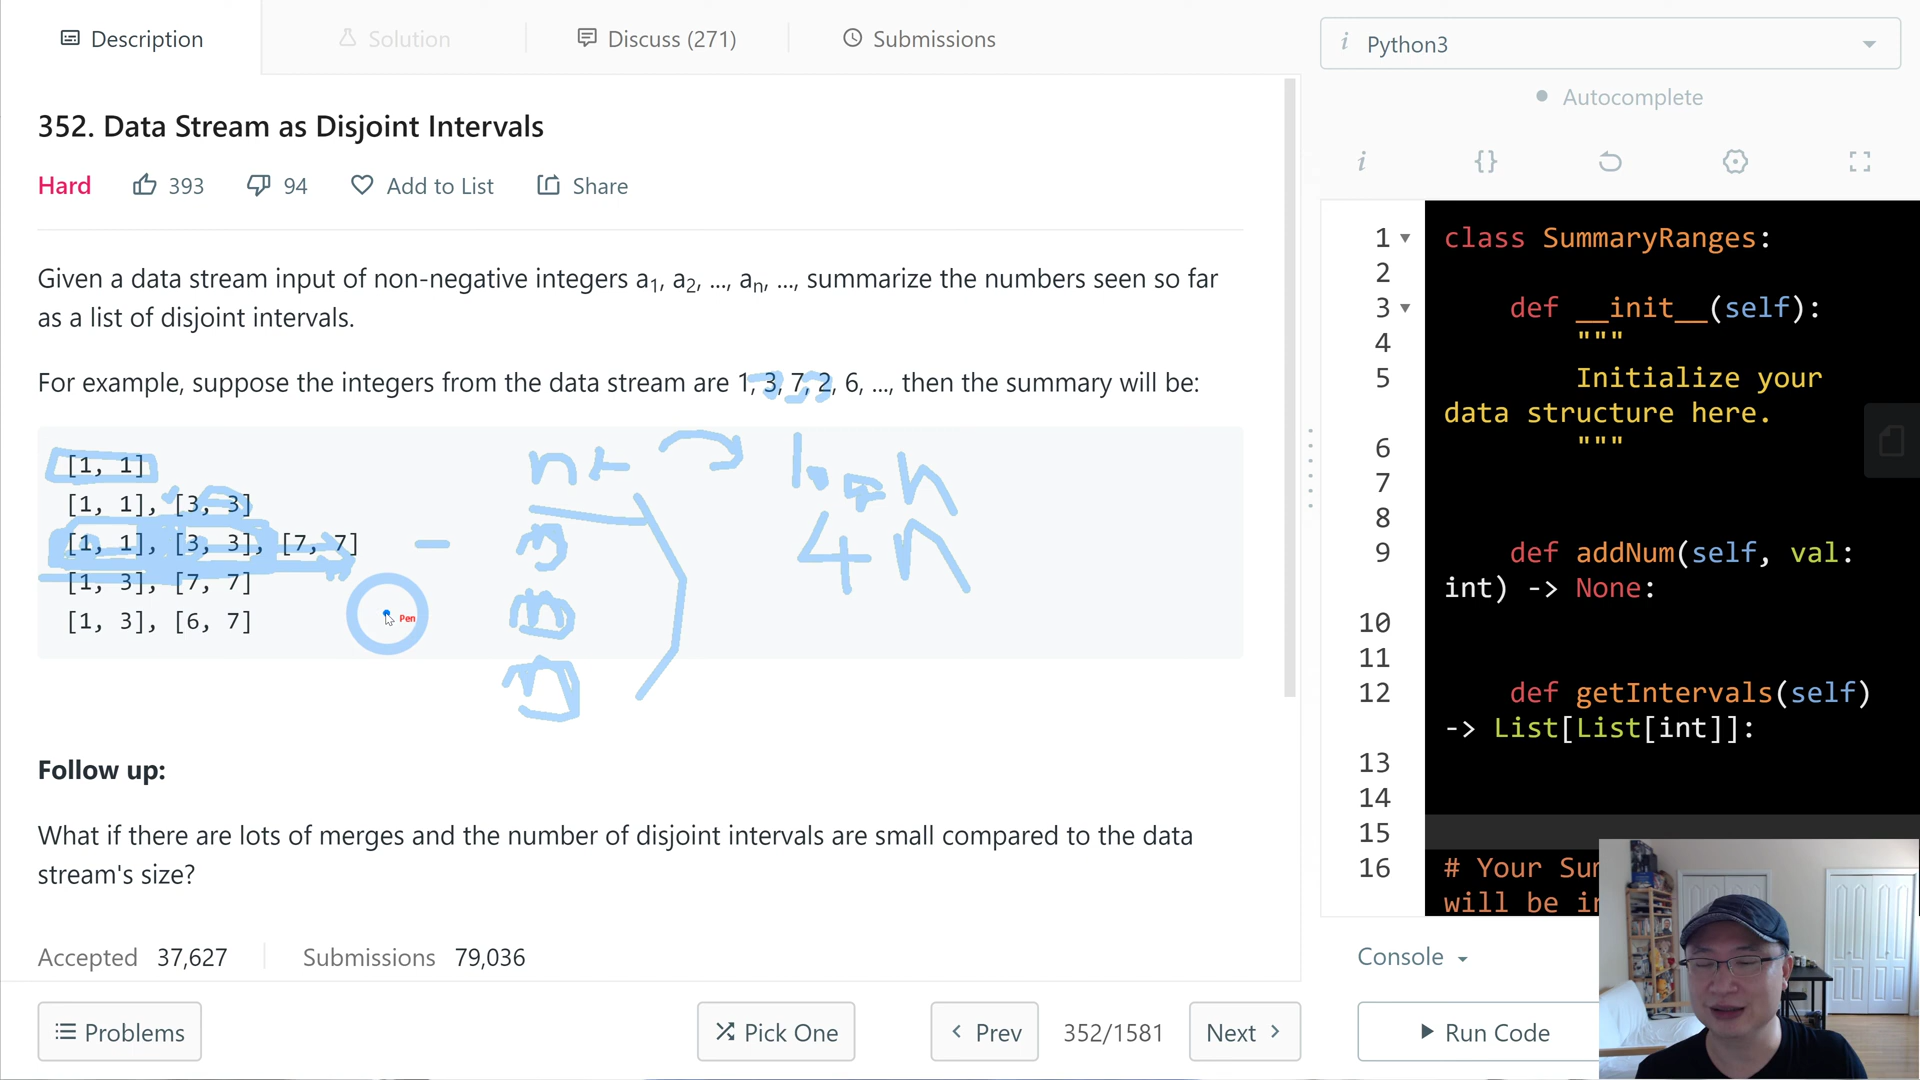 Description
Solution
Discuss (271)
Submissions
352. Data Stream as Disjoint Intervals
Hard 393 94 Add to List Share
Given a data stream input of non-negative integers a1, a2, ..., an, ..., summarize the numbers seen so far
as a list of disjoint intervals.
For example, suppose the integers from the data stream are 1, 3, 7, 2, 6, ..., then the summary will be:
[1, 1]
[1, 1], [3, 3]
[1, 1], [3, 3], [7, 7]
[1, 3], [7, 7]
[1, 3], [6, 7]
log n
4 n
Pen
Follow up:
What if there are lots of merges and the number of disjoint intervals are small compared to the data
stream's size?
Accepted 37,627 Submissions 79,036
Problems
Pick One
Prev
352/1581
Next
i Python3
Autocomplete
i {}
1 class SummaryRanges:
2
3 def __init__(self):
4 """
5 Initialize your
data structure here.
6 """
7
8
9 def addNum(self, val:
int) -> None:
10
11
12 def getIntervals(self)
-> List[List[int]]:
13
14
15
16 # Your Sum
will be in
Console
Run Code